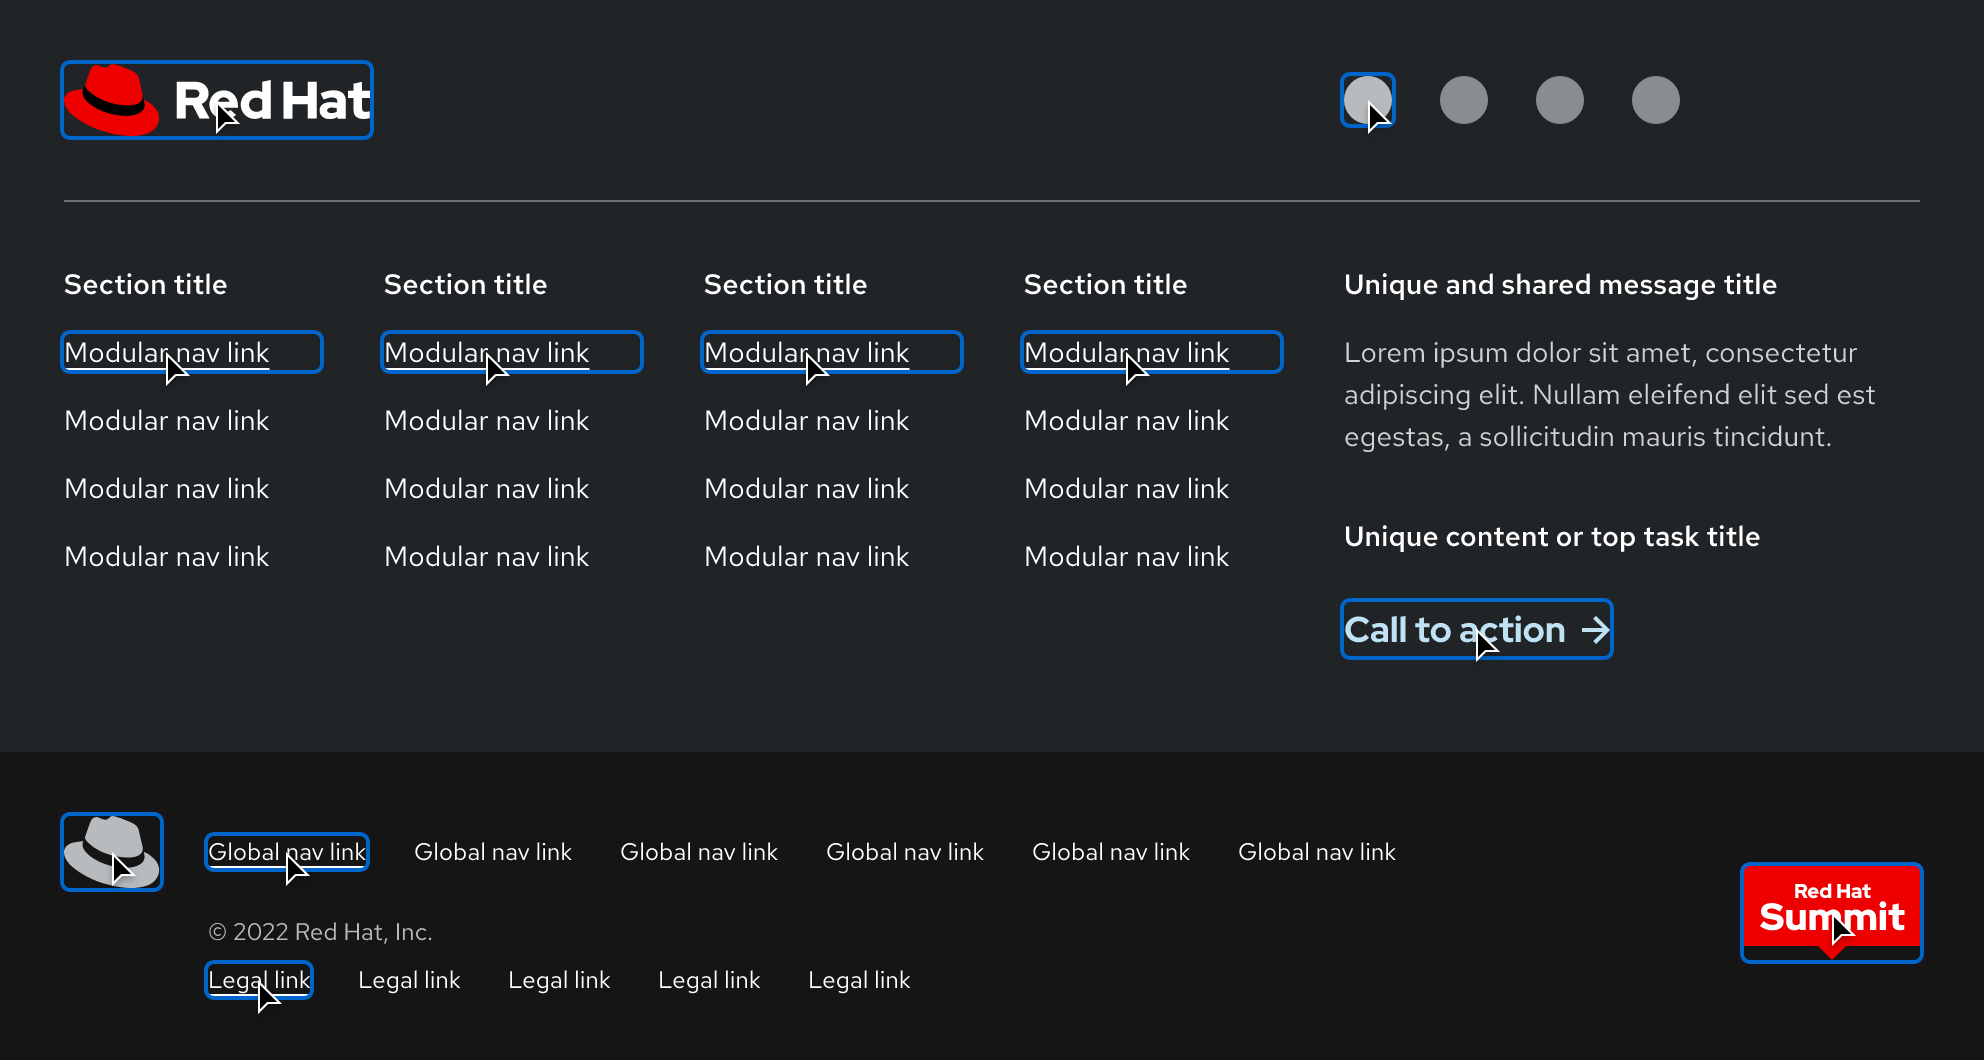 Red Hat
Section title
Modular nav link
Modular nav link
Modular nav link
Modular nav link
Section title
Modular nav link
Modular nav link
Modular nav link
Modular nav link
Section title
Modular nav link
Modular nav link
Modular nav link
Modular nav link
Section title
Modular nav link
Modular nav link
Modular nav link
Modular nav link
Unique and shared message title
Lorem ipsum dolor sit amet, consectetur
adipiscing elit. Nullam eleifend elit sed est
egestas, a sollicitudin mauris tincidunt.
Unique content or top task title
Call to action →
Global nav link Global nav link Global nav link Global nav link Global nav link Global nav link
© 2022 Red Hat, Inc.
Legal link Legal link Legal link Legal link Legal link
Red Hat
Summit